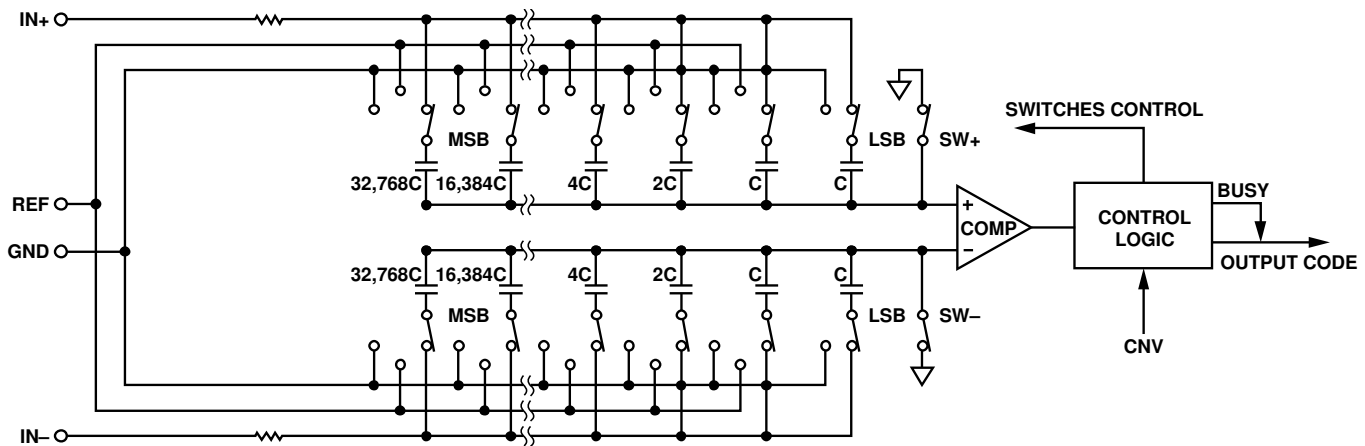 IN+
SWITCHES CONTROL
MSB
LSB
SW+
32,768C
16,384C
4C
2C
C
C
BUSY
REF
+
COMP
–
CONTROL
LOGIC
GND
OUTPUT CODE
32,768C
16,384C
4C
2C
C
C
MSB
LSB
SW–
CNV
IN–